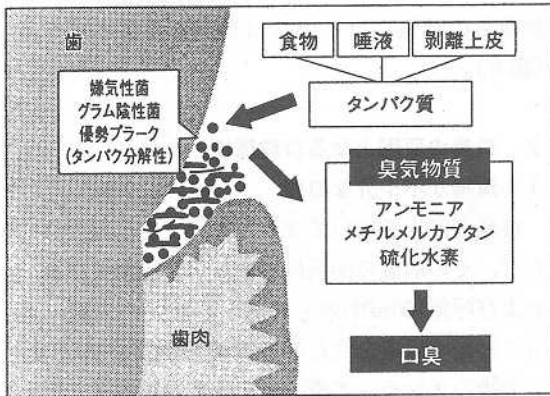 歯
食物
唾液
剥離上皮
タンパク質
嫌気性菌
グラム陰性菌
優勢プラーク
(タンパク分解性)
臭気物質
アンモニア
メチルメルカプタン
硫化水素
歯肉
口臭